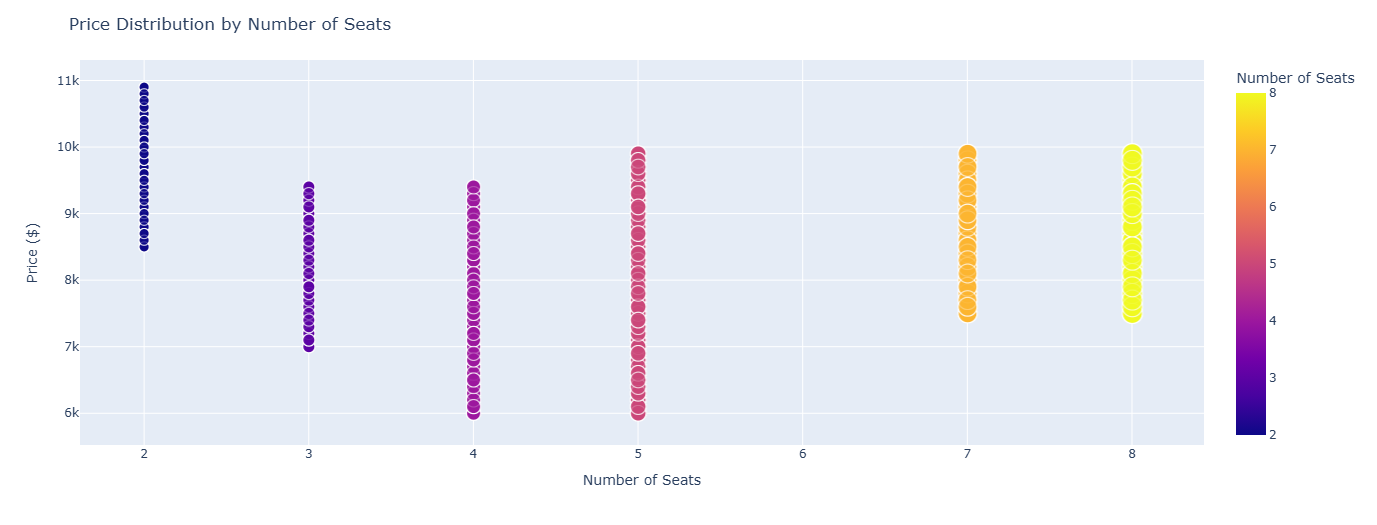 Price Distribution by Number of Seats
Number of Seats
11k
10k
9k
8k
7k
6k
Price ($)
2
3
4
5
6
7
8
Number of Seats
8
7
6
5
4
3
2